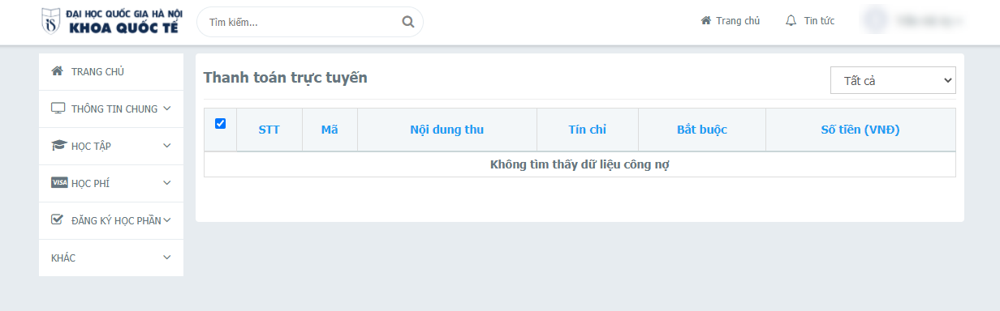 ĐẠI HỌC QUỐC GIA HÀ NỘI
KHOA QUỐC TẾ
iS
Tìm kiếm...
Trang chủ
Tin tức
TRANG CHỦ
THÔNG TIN CHUNG
HỌC TẬP
VISA HỌC PHÍ
ĐĂNG KÝ HỌC PHẦN
KHÁC
Thanh toán trực tuyến
Tất cả
STT Mã Nội dung thu Tín chỉ Bắt buộc Số tiền (VNĐ)
Không tìm thấy dữ liệu công nợ